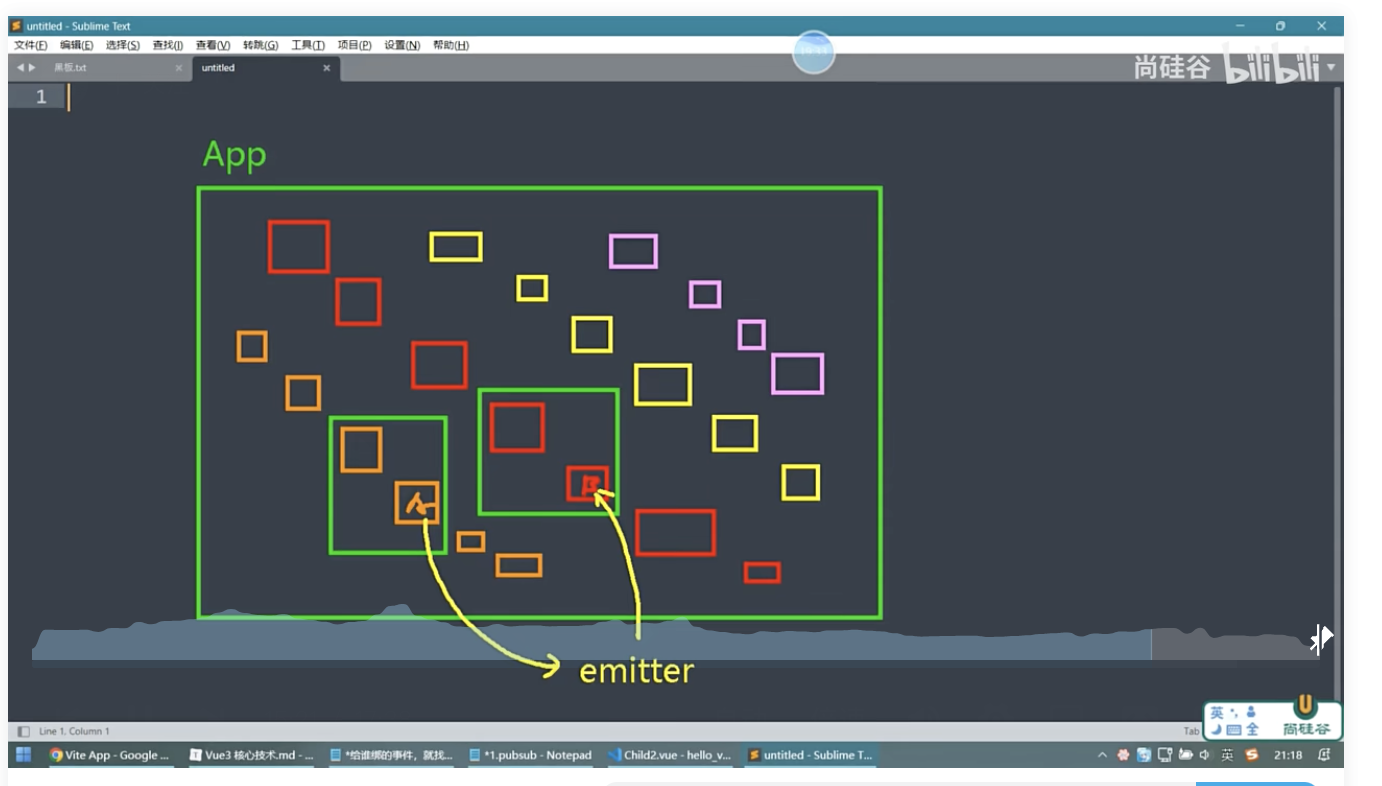 untitled - Sublime Text
文件(F) 编辑(E) 选择(S) 查找(I) 查看(V) 转跳(G) 工具(T) 项目(P) 设置(N) 帮助(H)
黑板.txt × untitled ×
尚硅谷 bilibili
1
App
A
B
emitter
英
全
尚硅谷
Line 1, Column 1
Tab
Vite App - Google ...
Vue3 核心技术.md - ...
*给谁绑的事件，就找...
*1.pubsub - Notepad
Child2.vue - hello_v...
untitled - Sublime T...
英
21:18